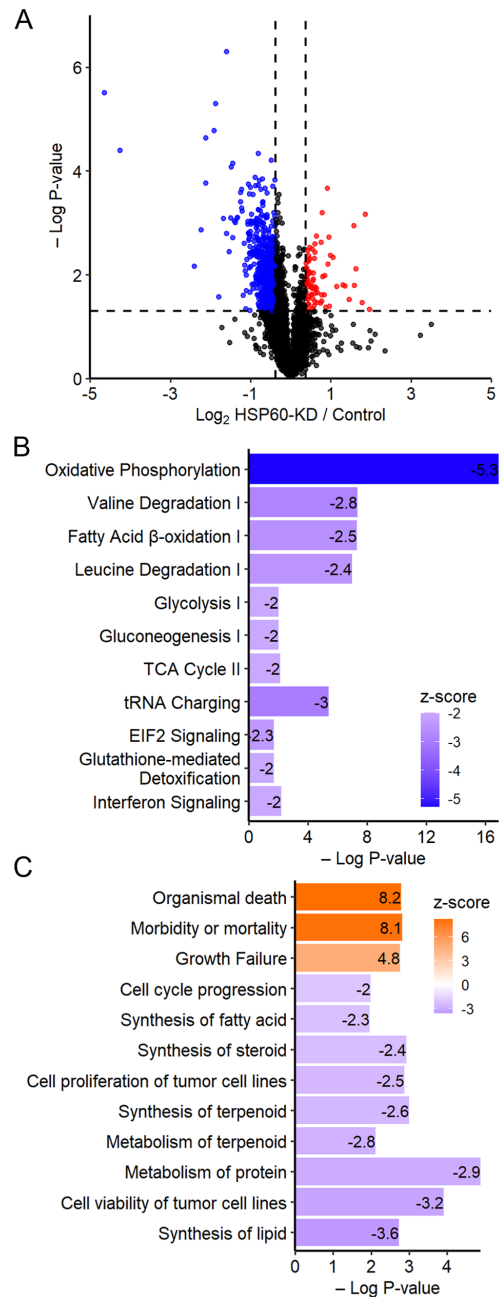 A
6
4
2
0
– Log P-value
-5
-3
-1
1
3
5
Log2 HSP60-KD / Control
B
Oxidative Phosphorylation
-5.3
Valine Degradation I
-2.8
Fatty Acid β-oxidation I
-2.5
Leucine Degradation I
-2.4
Glycolysis I
-2
Gluconeogenesis I
-2
TCA Cycle II
-2
tRNA Charging
-3
EIF2 Signaling
-2.3
Glutathione-mediated
Detoxification
-2
Interferon Signaling
-2
z-score
-2
-3
-4
-5
0
4
8
12
16
– Log P-value
C
Organismal death
8.2
Morbidity or mortality
8.1
Growth Failure
4.8
Cell cycle progression
-2
Synthesis of fatty acid
-2.3
Synthesis of steroid
-2.4
Cell proliferation of tumor cell lines
-2.5
Synthesis of terpenoid
-2.6
Metabolism of terpenoid
-2.8
Metabolism of protein
-2.9
Cell viability of tumor cell lines
-3.2
Synthesis of lipid
-3.6
z-score
6
3
0
-3
0
1
2
3
4
– Log P-value